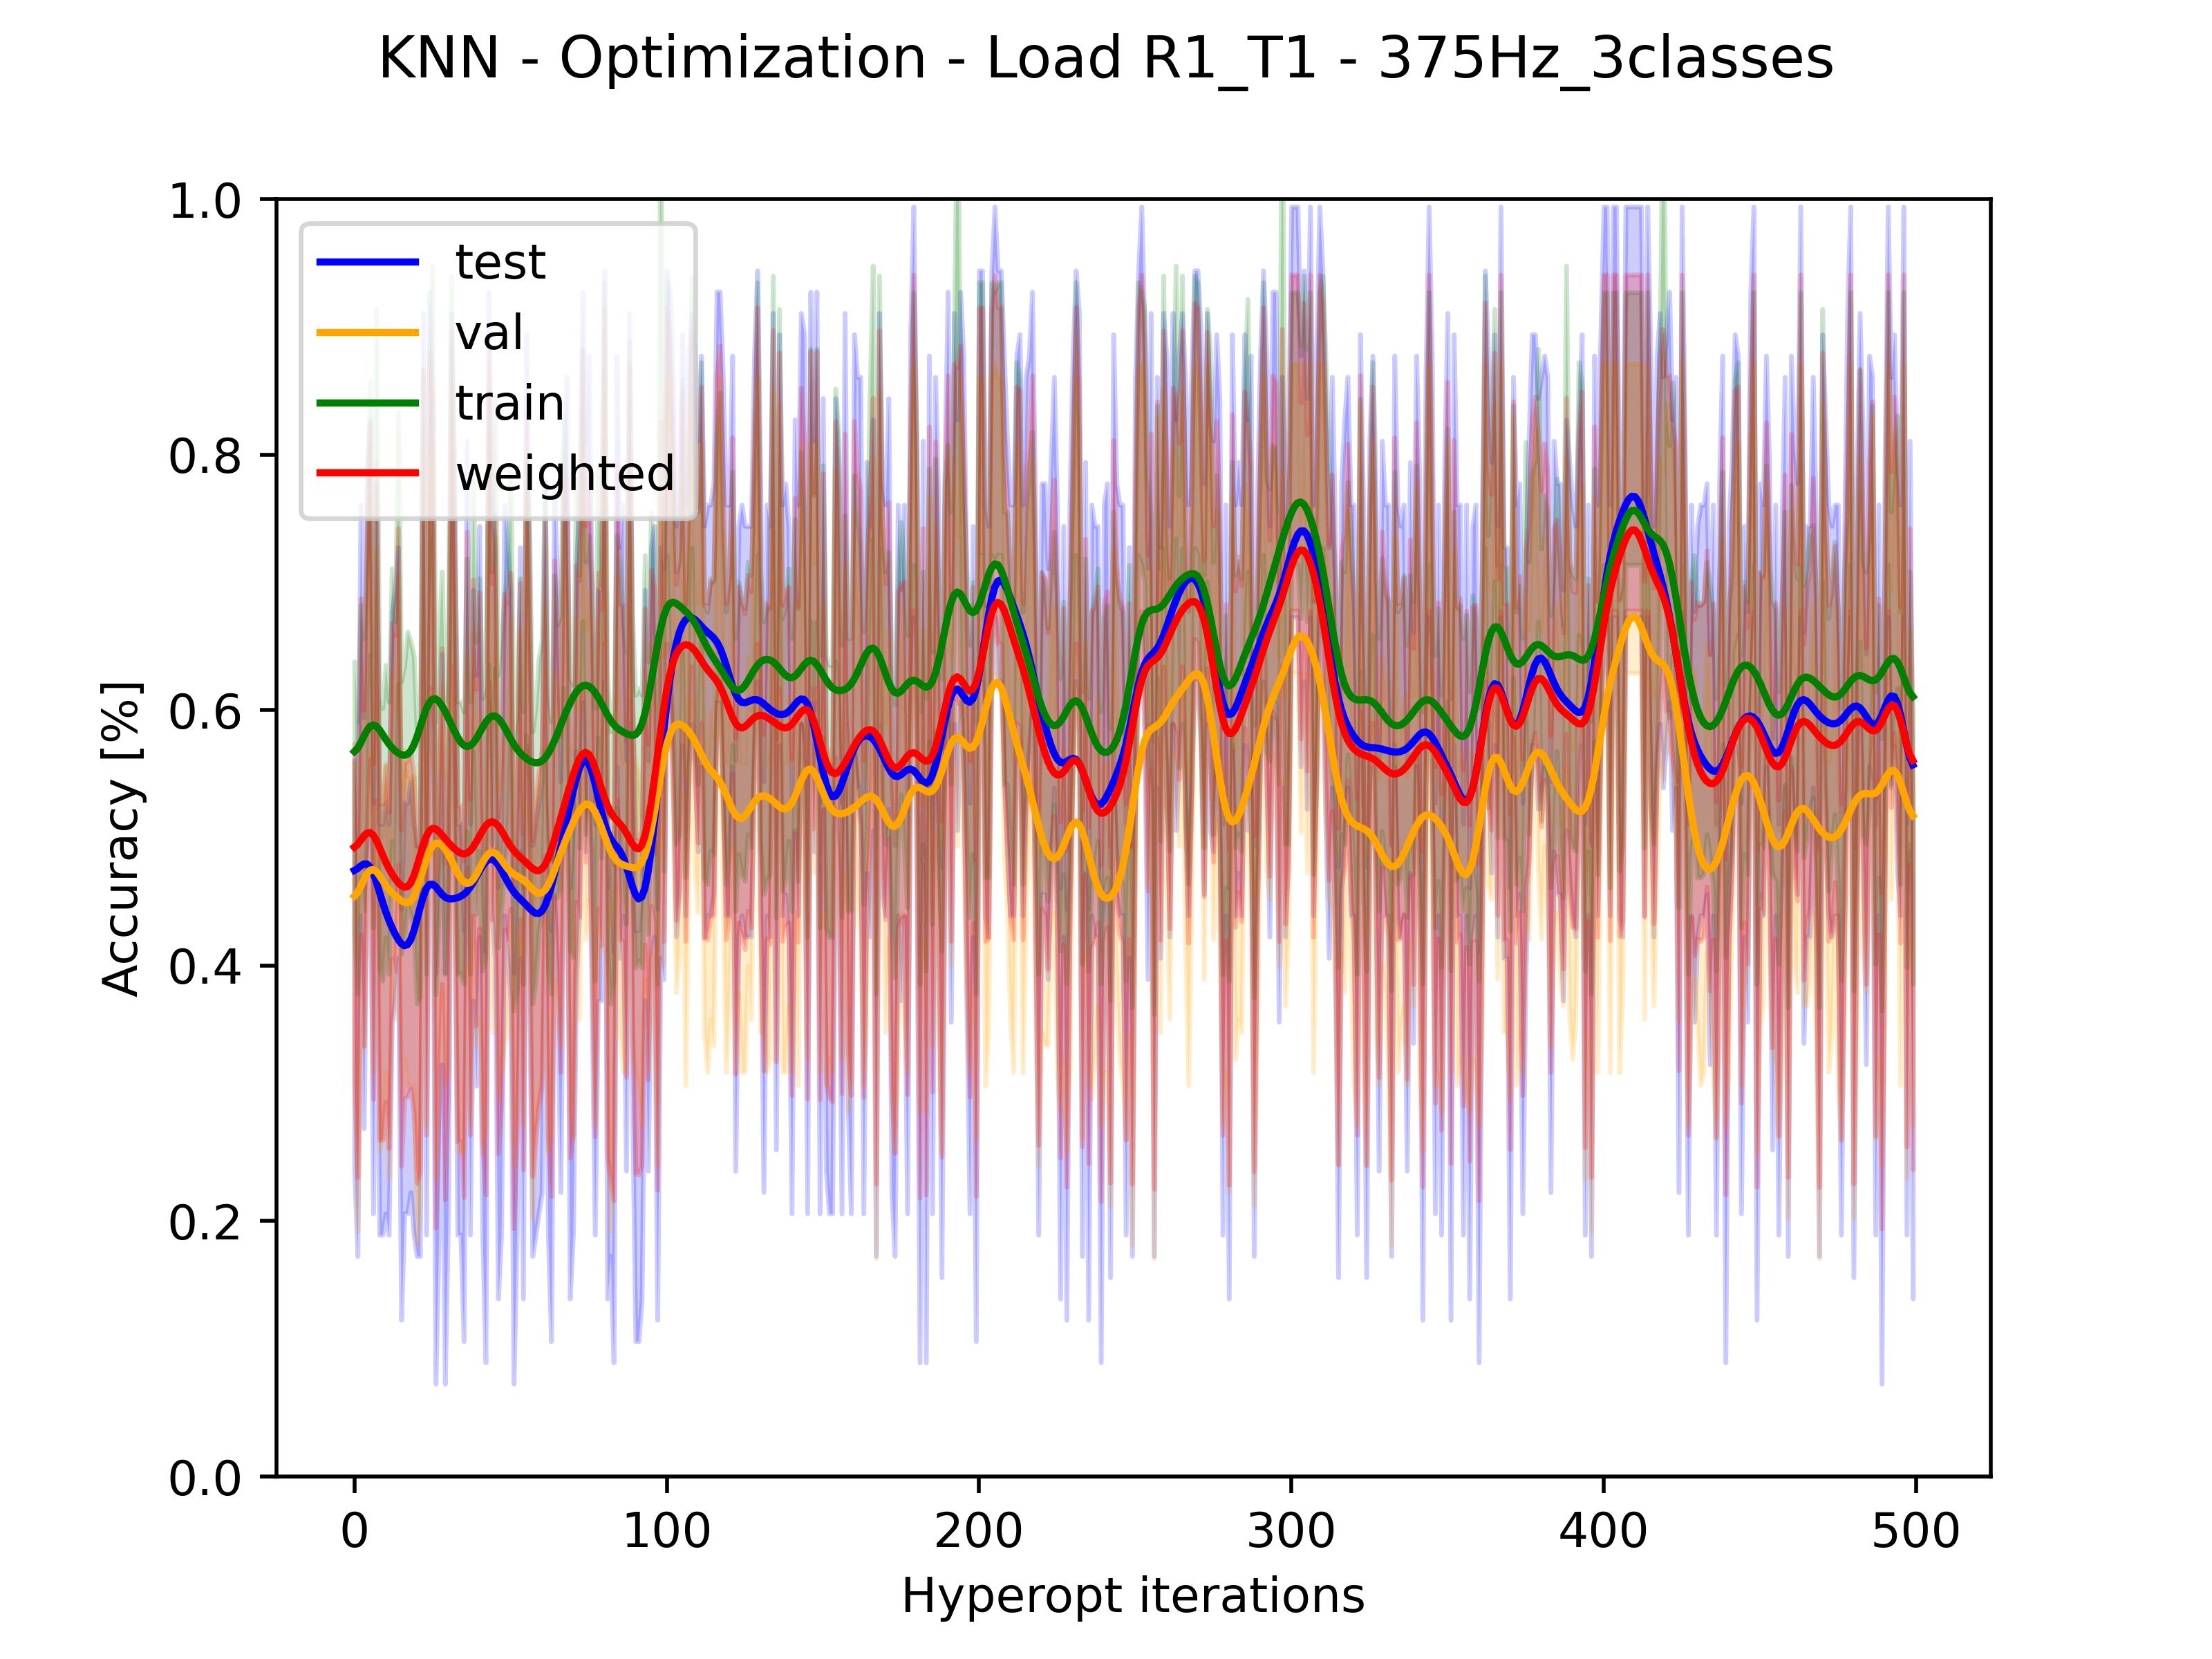 KNN - Optimization - Load R1_T1 - 375Hz_3classes
1.0
0.8
0.6
0.4
0.2
0.0
Accuracy [%]
test
val
train
weighted
0 100 200 300 400 500
Hyperopt iterations